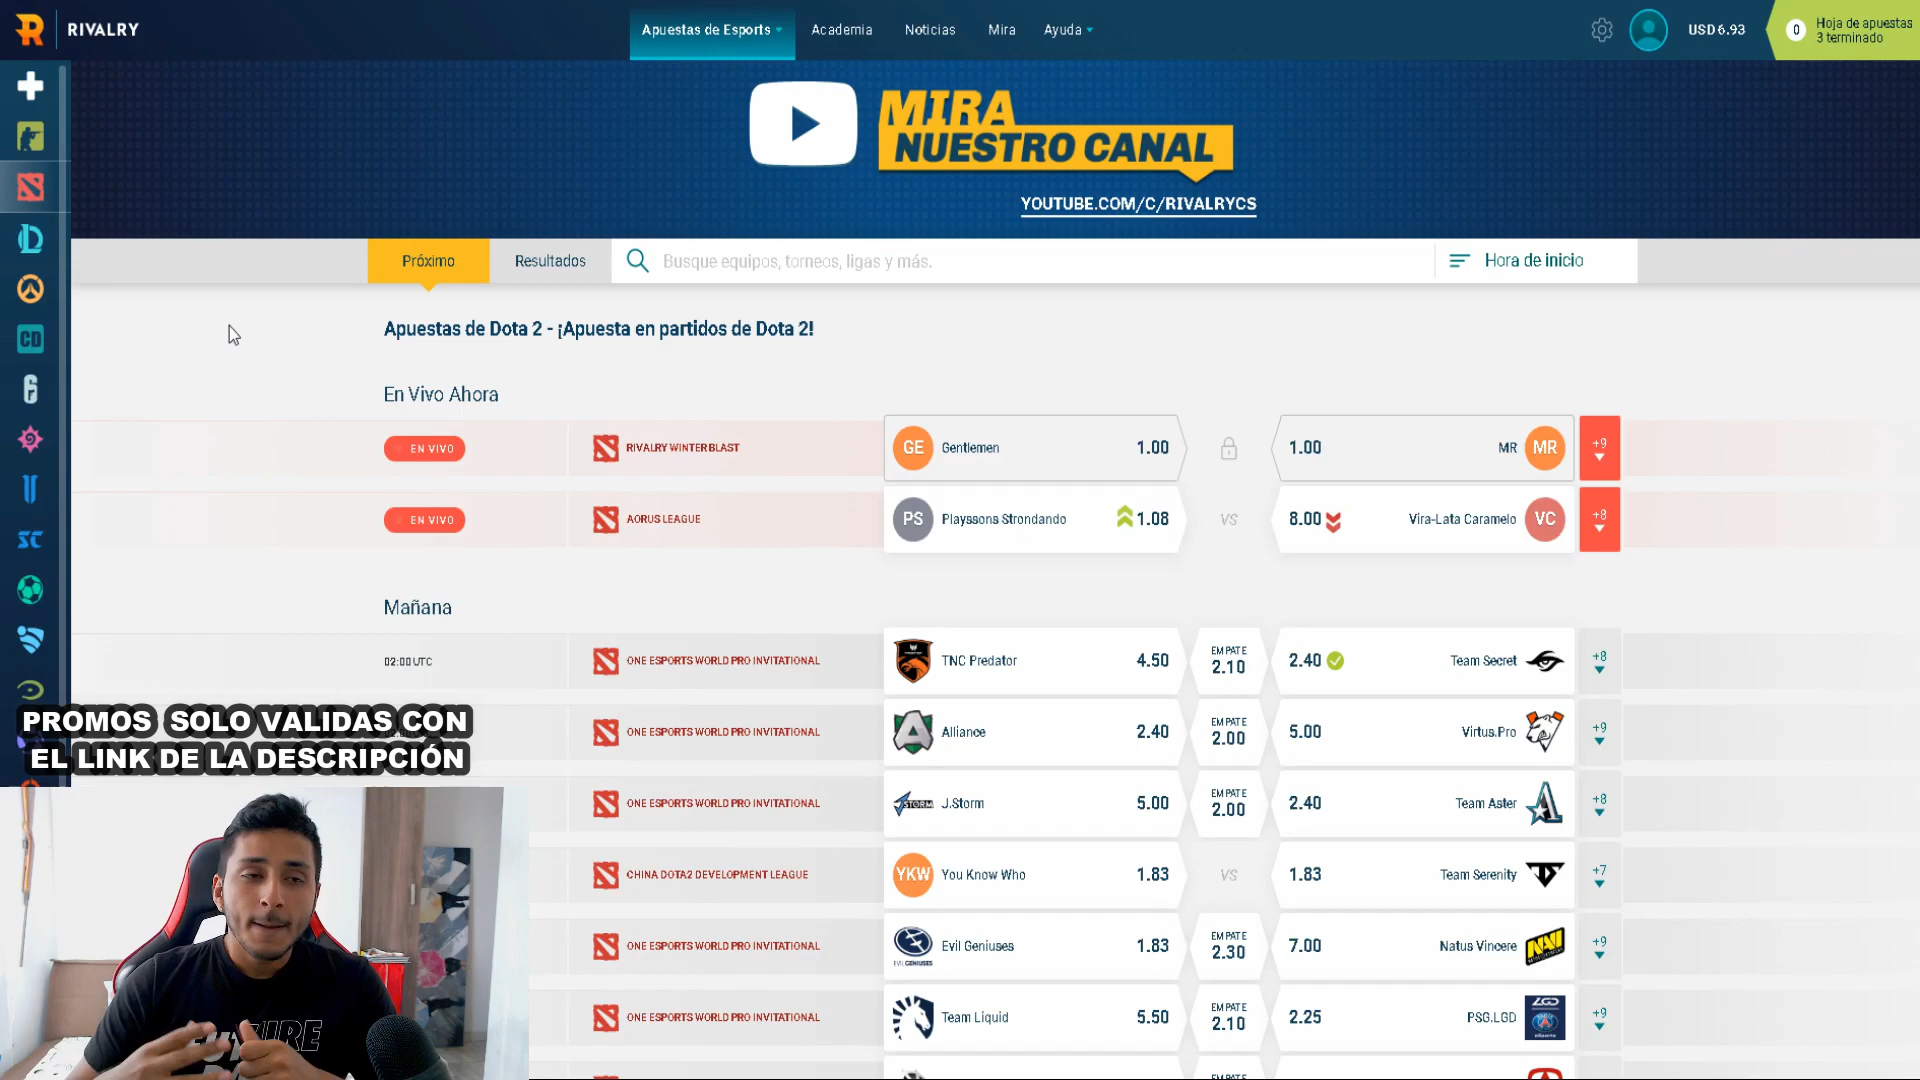 RIVALRY
Apuestas de Esports
Academia
Noticias
Mira
Ayuda
USD 6.93
0
Hoja de apuestas
3 terminado
MIRA
NUESTRO CANAL
YOUTUBE.COM/C/RIVALRYCS
Próximo
Resultados
Busque equipos, torneos, ligas y más.
Hora de inicio
Apuestas de Dota 2 - ¡Apuesta en partidos de Dota 2!
En Vivo Ahora
EN VIVO
RIVALRY WINTER BLAST
GE
Gentlemen
1.00
1.00
MR
MR
+9
EN VIVO
AORUS LEAGUE
PS
Playssons Strondando
1.08
VS
8.00
Vira-Lata Caramelo
VC
+8
Mañana
02:00 UTC
ONE ESPORTS WORLD PRO INVITATIONAL
TNC Predator
4.50
EMPATE
2.10
2.40
Team Secret
+8
ONE ESPORTS WORLD PRO INVITATIONAL
Alliance
2.40
EMPATE
2.00
5.00
Virtus.Pro
+9
ONE ESPORTS WORLD PRO INVITATIONAL
J.STORM
J.Storm
5.00
EMPATE
2.00
2.40
Team Aster
+8
CHINA DOTA2 DEVELOPMENT LEAGUE
YKW
You Know Who
1.83
VS
1.83
Team Serenity
+7
ONE ESPORTS WORLD PRO INVITATIONAL
EVIL GENIUSES
Evil Geniuses
1.83
EMPATE
2.30
7.00
Natus Vincere
NAVI
+9
ONE ESPORTS WORLD PRO INVITATIONAL
Team Liquid
5.50
EMPATE
2.10
2.25
PSG.LGD
LGD
+9
EMPATE
PROMOS SOLO VALIDAS CON
EL LINK DE LA DESCRIPCIÓN